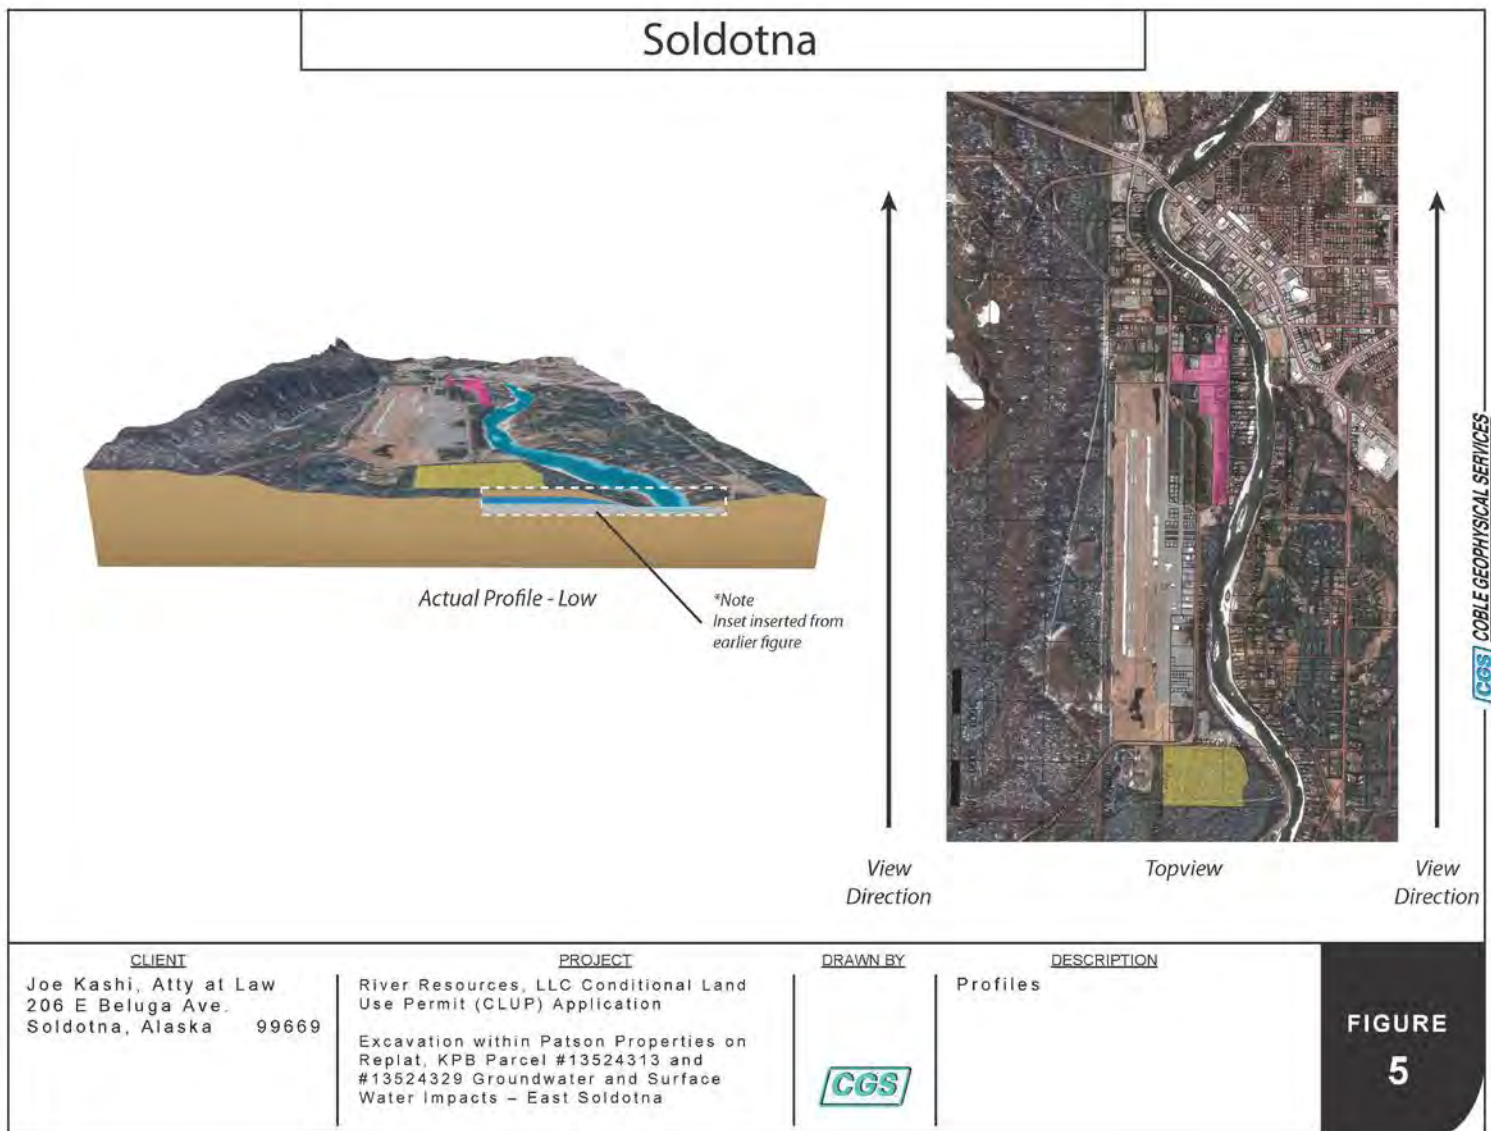 Soldotna
Actual Profile - Low
*Note
Inset inserted from
earlier figure
View
Direction
Topview
View
Direction
CGS COBLE GEOPHYSICAL SERVICES
CLIENT
Joe Kashi, Atty at Law
206 E Beluga Ave.
Soldotna, Alaska 99669
PROJECT
River Resources, LLC Conditional Land
Use Permit (CLUP) Application
Excavation within Patson Properties on
Replat, KPB Parcel #13524313 and
#13524329 Groundwater and Surface
Water Impacts – East Soldotna
DRAWN BY
CGS
DESCRIPTION
Profiles
FIGURE
5